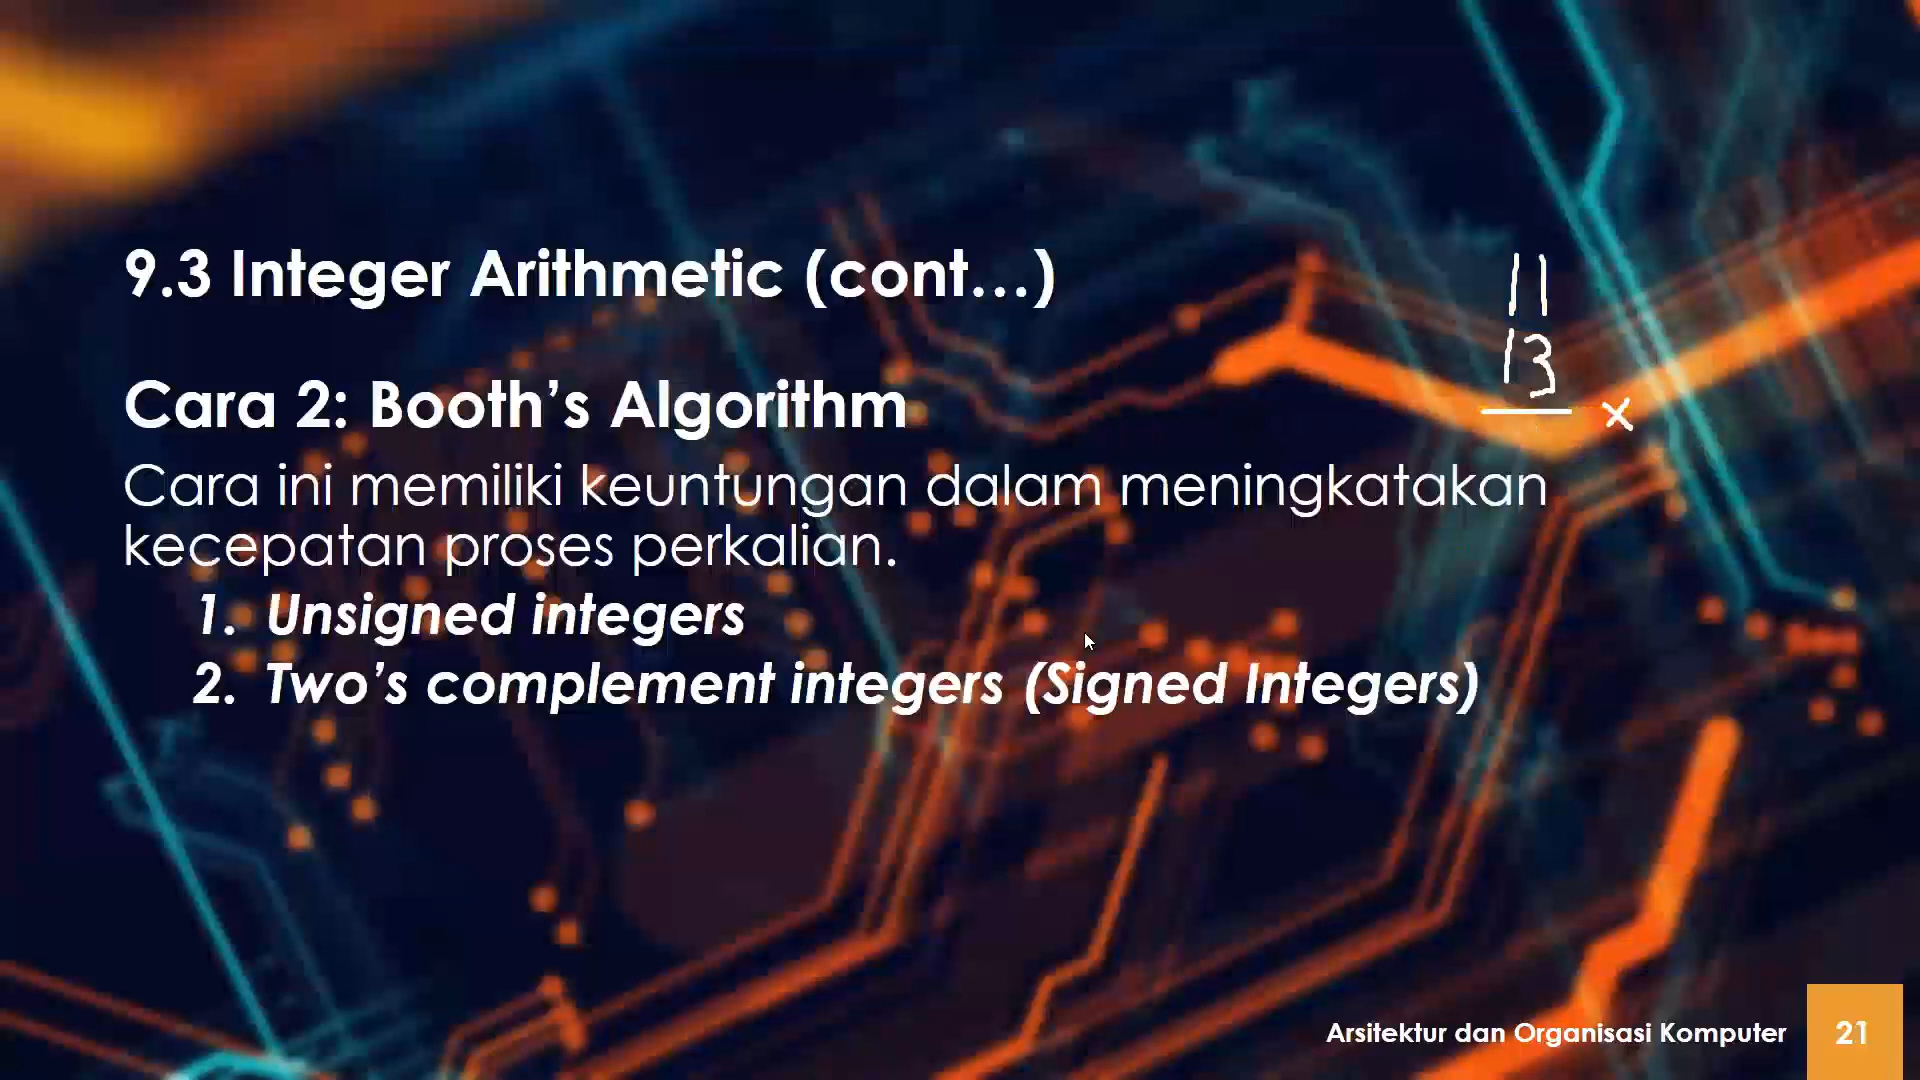 9.3 Integer Arithmetic (cont...)
11
13
×
Cara 2: Booth’s Algorithm
Cara ini memiliki keuntungan dalam meningkatakan
kecepatan proses perkalian.
1. Unsigned integers
2. Two’s complement integers (Signed Integers)
Arsitektur dan Organisasi Komputer
21